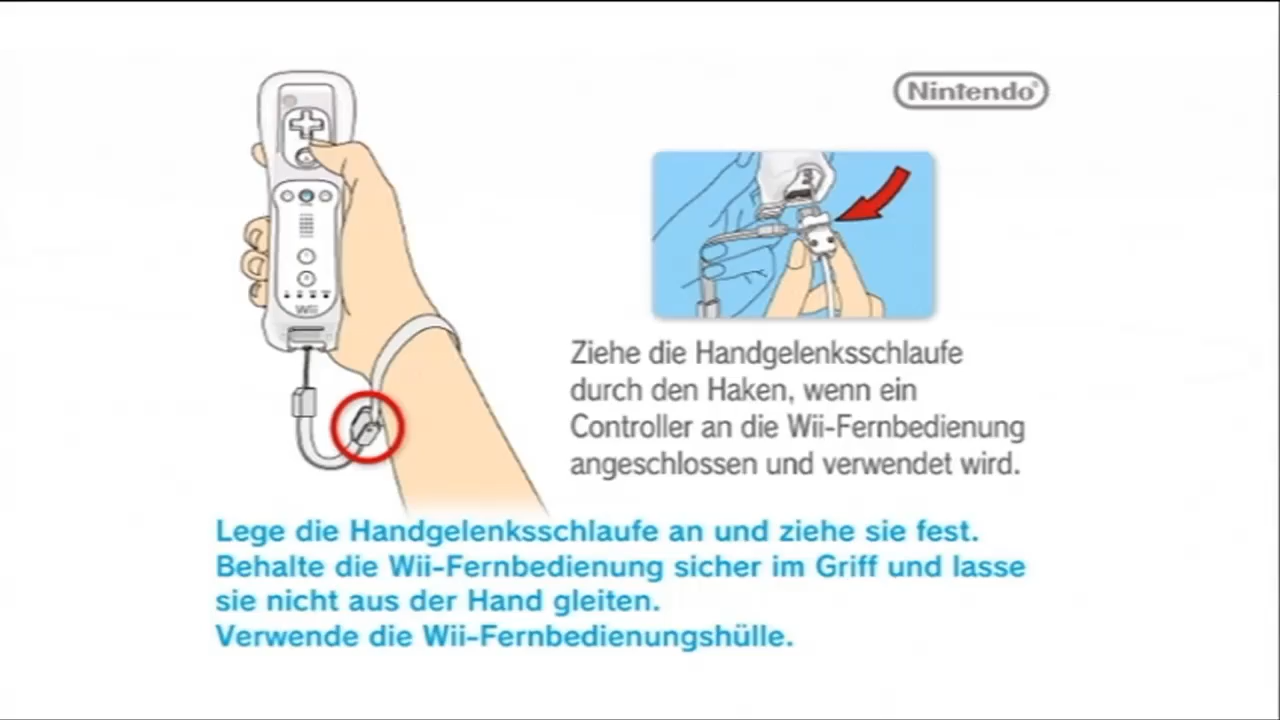 Nintendo®
Wii
Ziehe die Handgelenksschlaufe
durch den Haken, wenn ein
Controller an die Wii-Fernbedienung
angeschlossen und verwendet wird.
Lege die Handgelenksschlaufe an und ziehe sie fest.
Behalte die Wii-Fernbedienung sicher im Griff und lasse
sie nicht aus der Hand gleiten.
Verwende die Wii-Fernbedienungshülle.